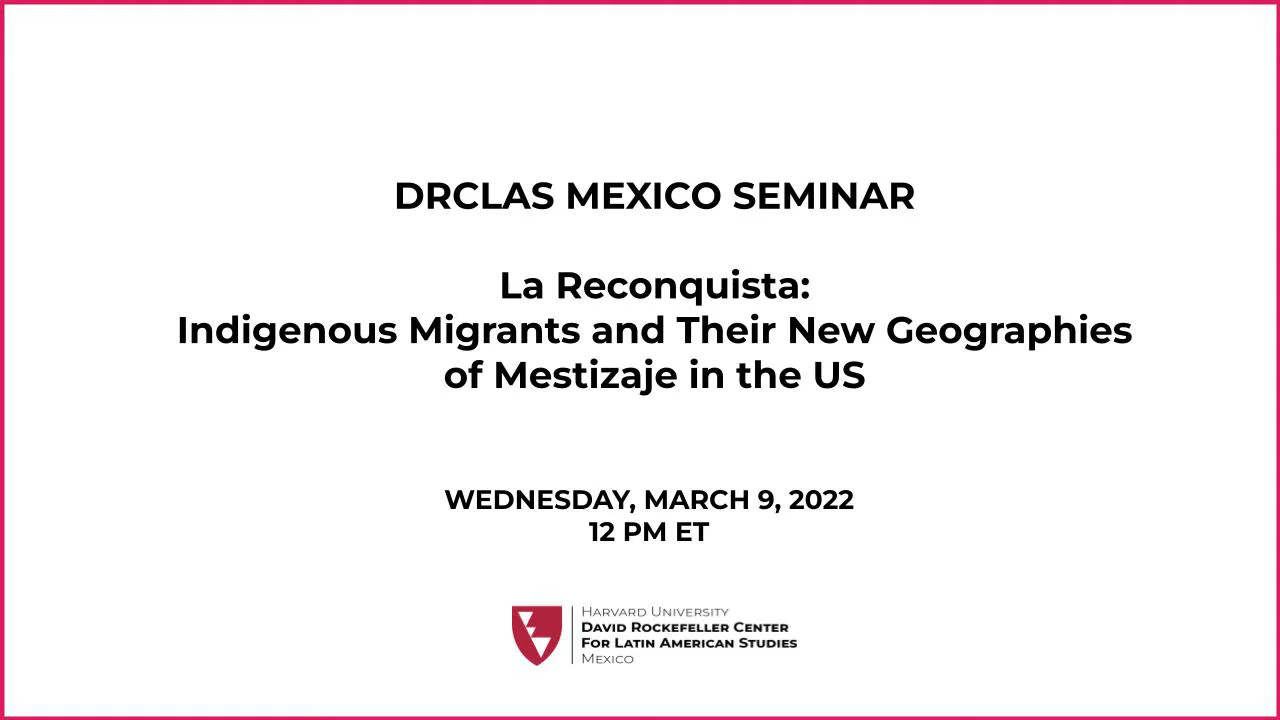 DRCLAS MEXICO SEMINAR
La Reconquista:
Indigenous Migrants and Their New Geographies
of Mestizaje in the US
WEDNESDAY, MARCH 9, 2022
12 PM ET
HARVARD UNIVERSITY
DAVID ROCKEFELLER CENTER
FOR LATIN AMERICAN STUDIES
MEXICO